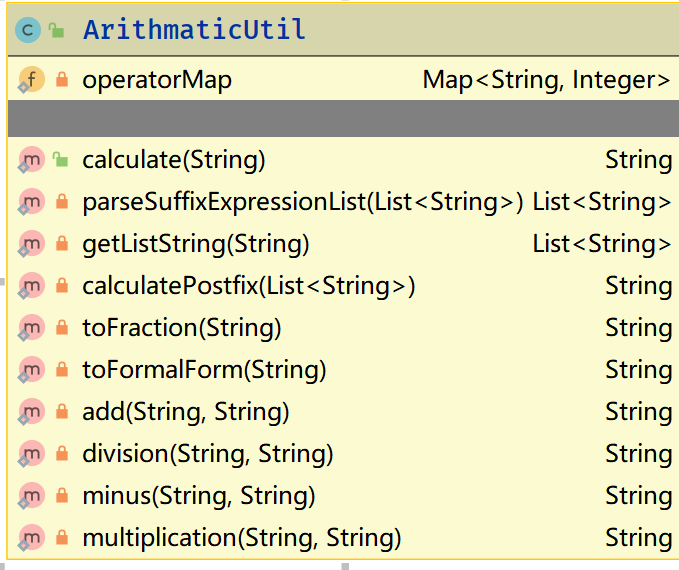 C ArithmaticUtil
f operatorMap Map<String, Integer>
m calculate(String) String
m parseSuffixExpressionList(List<String>) List<String>
m getListString(String) List<String>
m calculatePostfix(List<String>) String
m toFraction(String) String
m toFormalForm(String) String
m add(String, String) String
m division(String, String) String
m minus(String, String) String
m multiplication(String, String) String